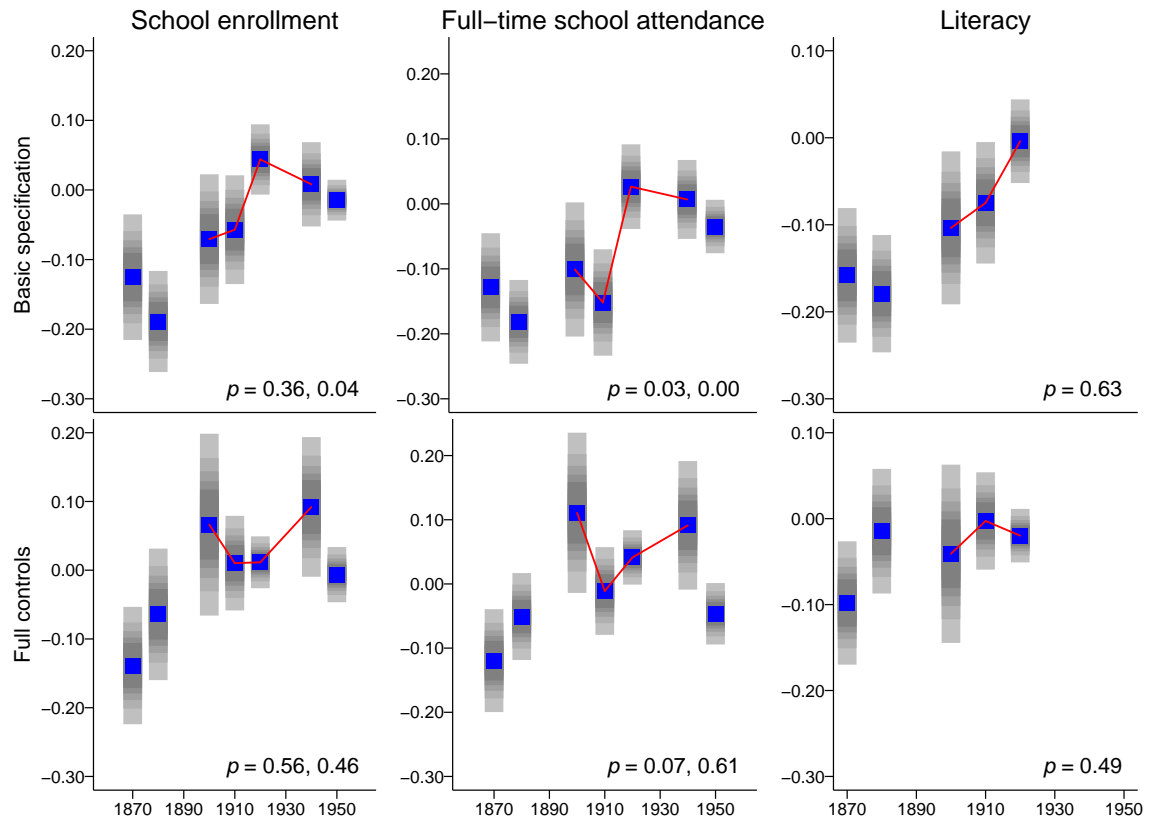 School enrollment
Full−time school attendance
Literacy
Basic specification
0.20
0.10
0.00
−0.10
−0.20
−0.30
p = 0.36, 0.04
0.20
0.10
0.00
−0.10
−0.20
−0.30
p = 0.03, 0.00
0.10
0.00
−0.10
−0.20
−0.30
p = 0.63
Full controls
0.20
0.10
0.00
−0.10
−0.20
−0.30
p = 0.56, 0.46
1870 1890 1910 1930 1950
0.20
0.10
0.00
−0.10
−0.20
−0.30
p = 0.07, 0.61
1870 1890 1910 1930 1950
0.10
0.00
−0.10
−0.20
−0.30
p = 0.49
1870 1890 1910 1930 1950